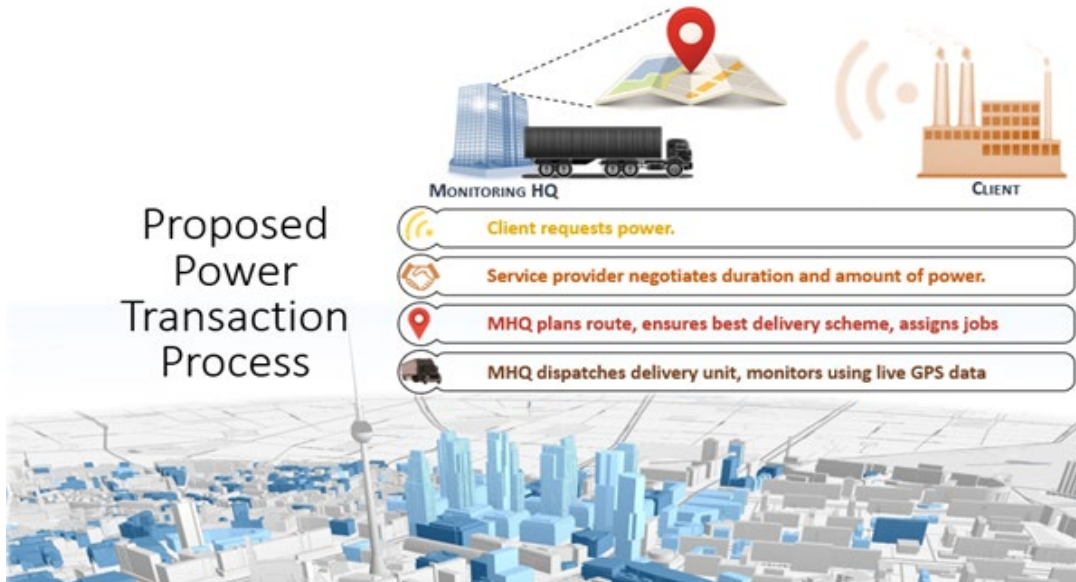 MONITORING HQ
CLIENT
Proposed
Power
Transaction
Process
Client requests power.
Service provider negotiates duration and amount of power.
MHQ plans route, ensures best delivery scheme, assigns jobs
MHQ dispatches delivery unit, monitors using live GPS data